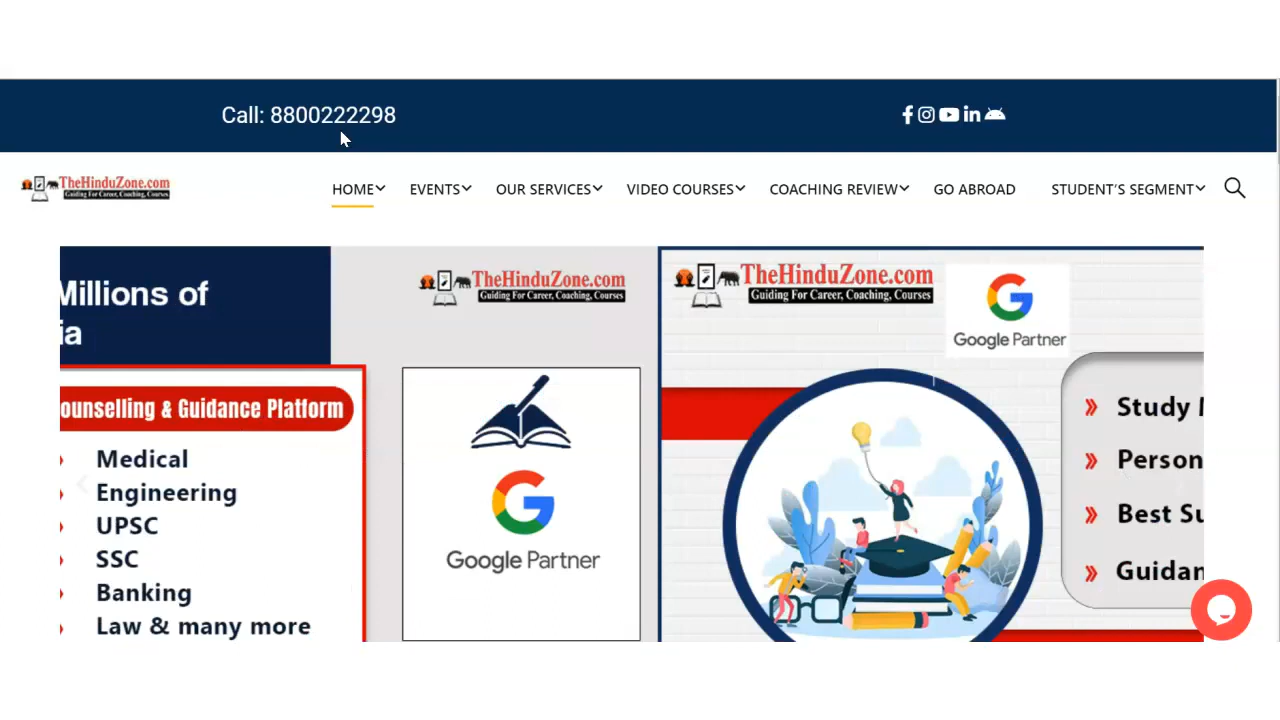 Call: 8800222298
TheHinduZone.com
Guiding For Career, Coaching, Courses
HOME
EVENTS
OUR SERVICES
VIDEO COURSES
COACHING REVIEW
GO ABROAD
STUDENT'S SEGMENT
Millions of
ia
ounselling & Guidance Platform
Medical
Engineering
UPSC
SSC
Banking
Law & many more
TheHinduZone.com
Guiding For Career, Coaching, Courses
Google Partner
TheHinduZone.com
Guiding For Career, Coaching, Courses
Google Partner
Study
Person
Best Su
Guidan